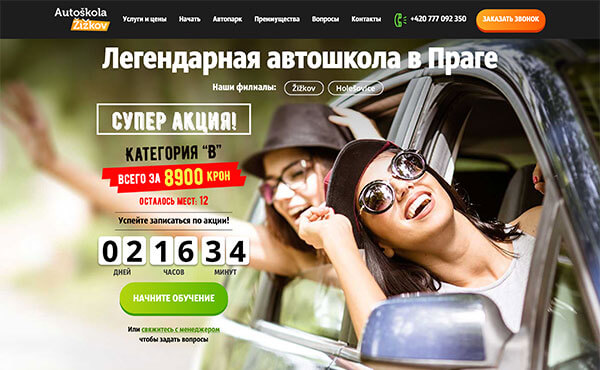 Autoškola
Žižkov
Услуги и цены Начать Автопарк Преимущества Вопросы Контакты +420 777 092 350 ЗАКАЗАТЬ ЗВОНОК
Легендарная автошкола в Праге
Наши филиалы: Žižkov Holešovice
СУПЕР АКЦИЯ!
КАТЕГОРИЯ "B"
ВСЕГО ЗА 8900 КРОН
ОСТАЛОСЬ МЕСТ: 12
Успейте записаться по акции!
02 16 34
ДНЕЙ ЧАСОВ МИНУТ
НАЧНИТЕ ОБУЧЕНИЕ
Или свяжитесь с менеджером
чтобы задать вопросы